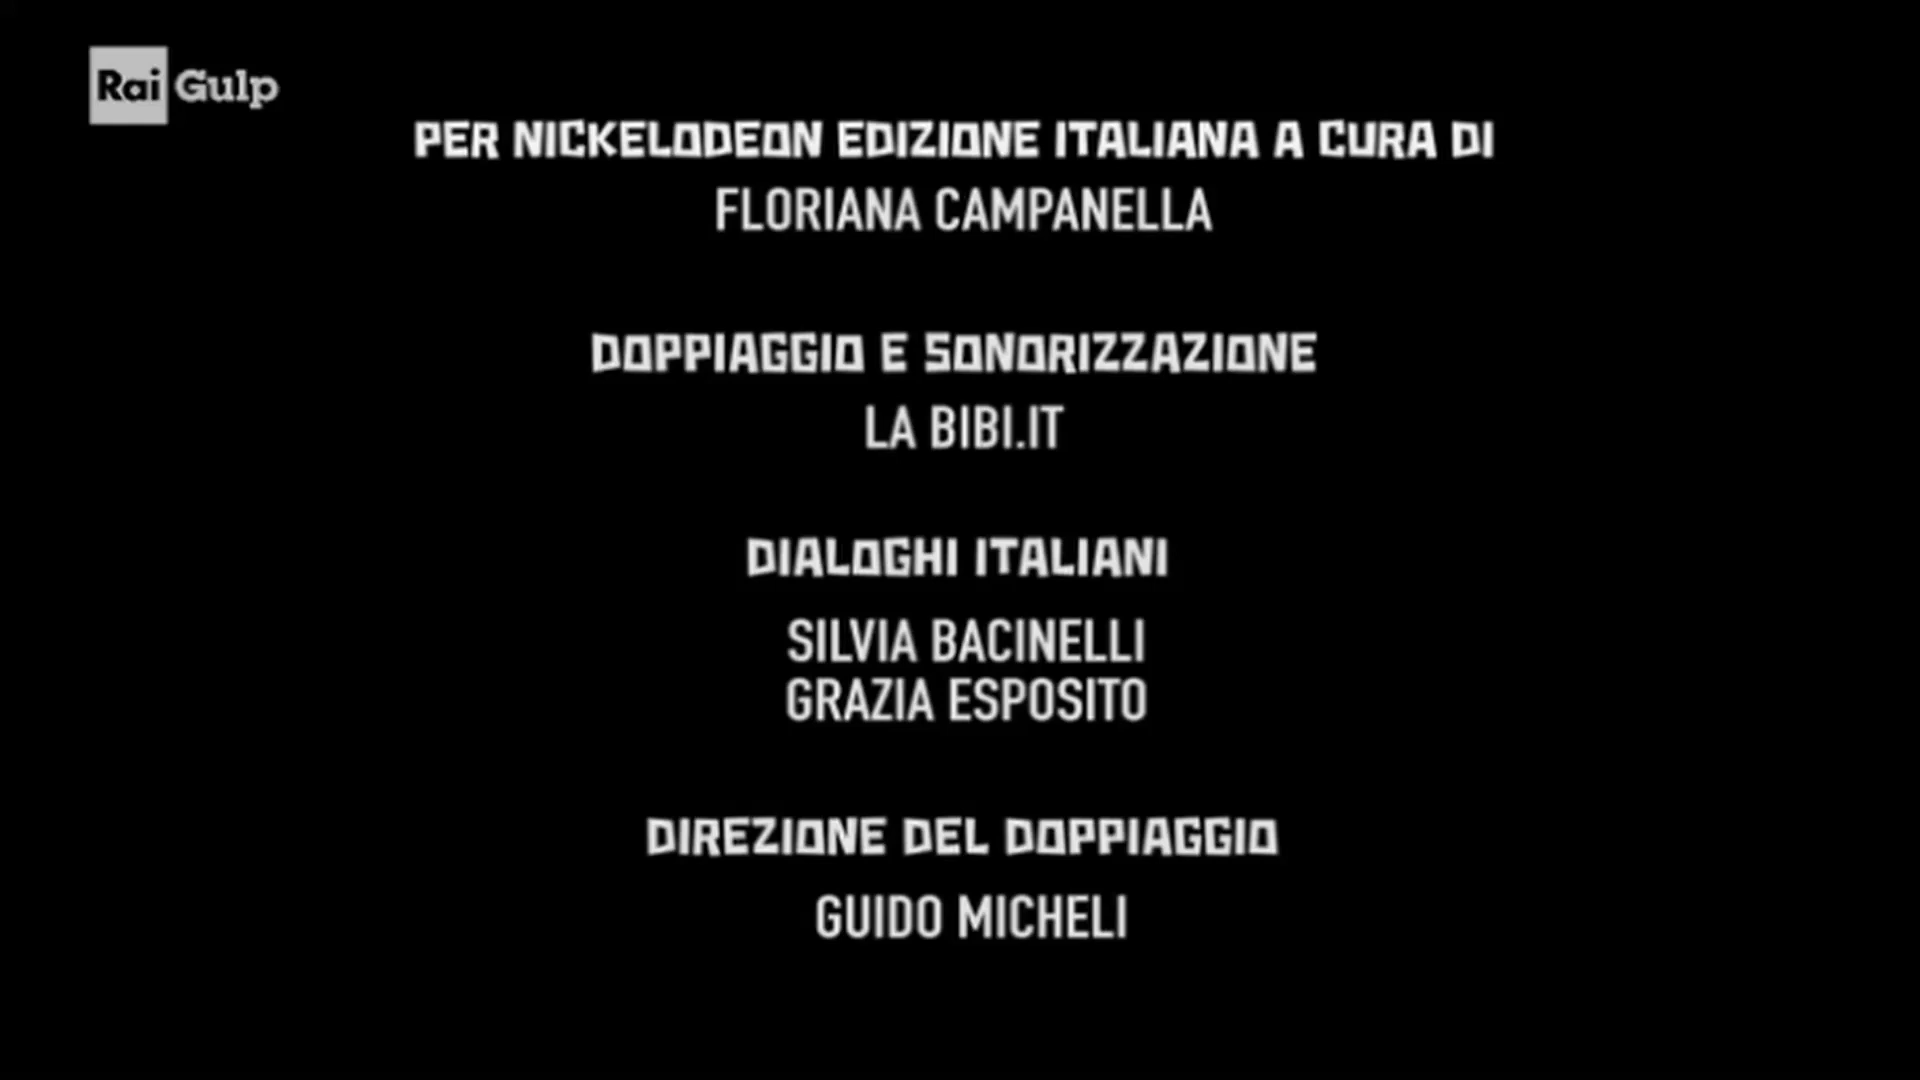 Rai Gulp
PER NICKELODEON EDIZIONE ITALIANA A CURA DI
FLORIANA CAMPANELLA
DOPPIAGGIO E SONORIZZAZIONE
LA BIBI.IT
DIALOGHI ITALIANI
SILVIA BACINELLI
GRAZIA ESPOSITO
DIREZIONE DEL DOPPIAGGIO
GUIDO MICHELI